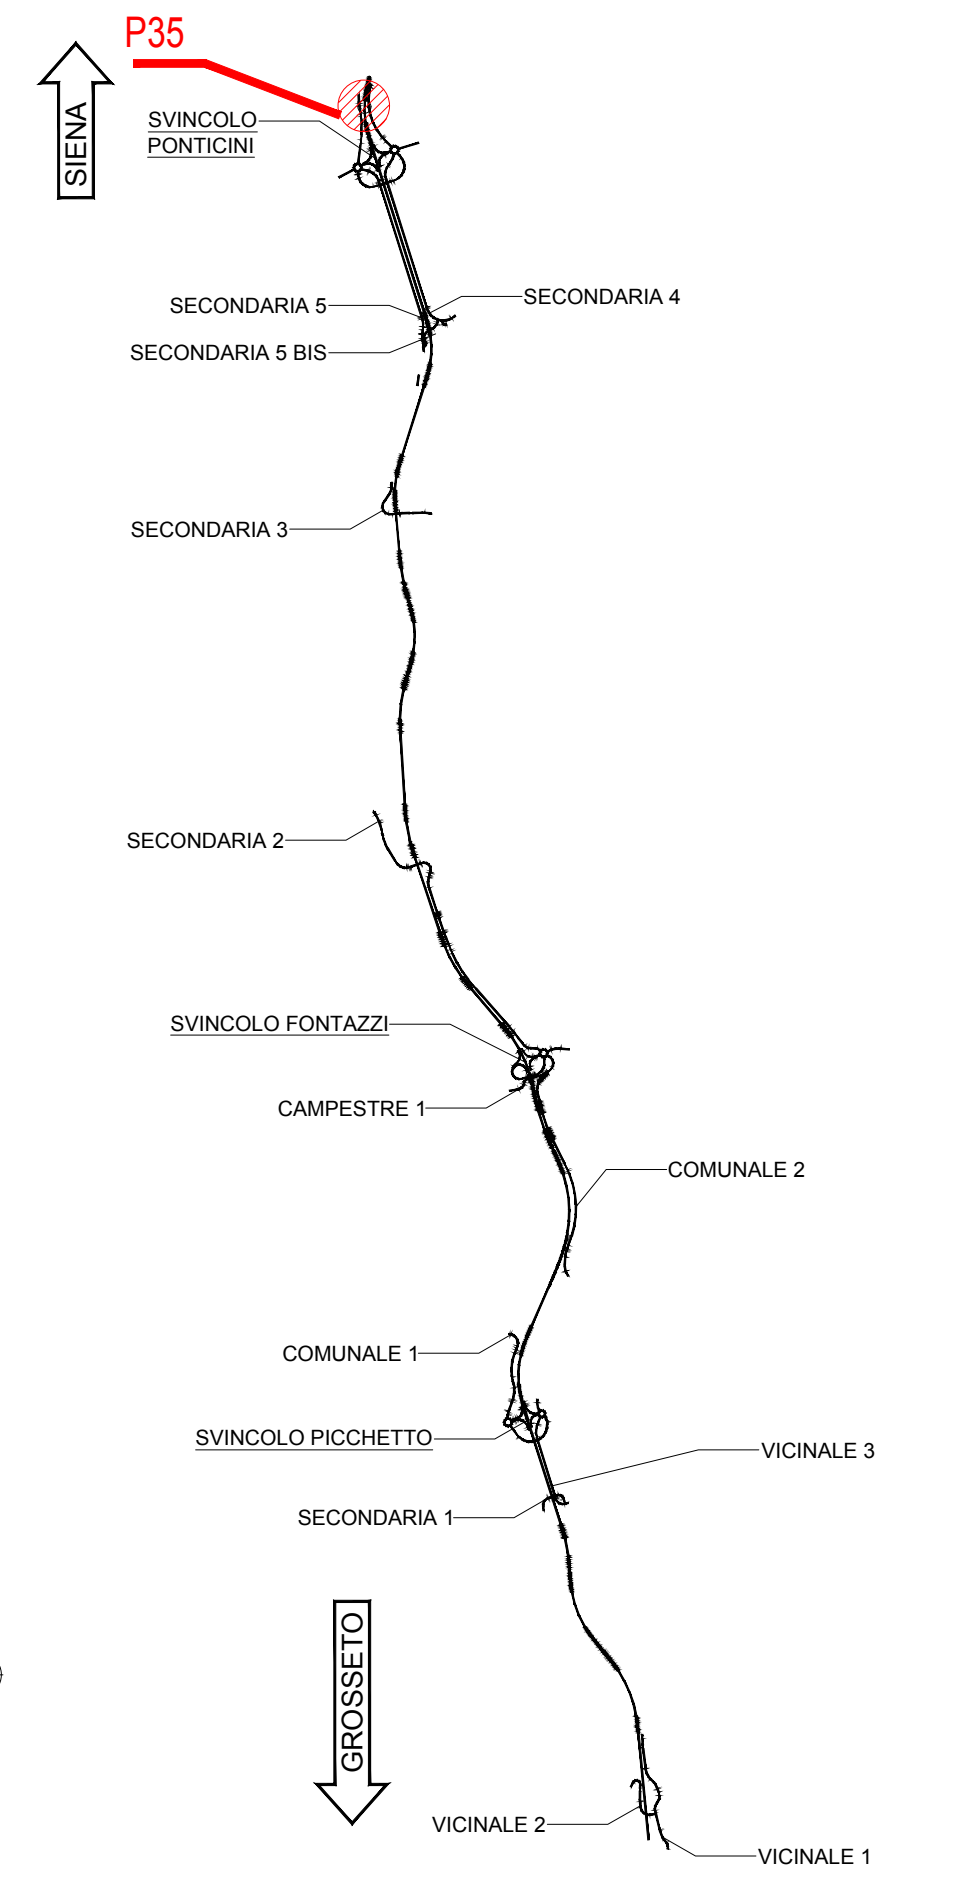 P35
SIENA
SVINCOLO
PONTICINI
SECONDARIA 4
SECONDARIA 5
SECONDARIA 5 BIS
SECONDARIA 3
SECONDARIA 2
SVINCOLO FONTAZZI
CAMPESTRE 1
COMUNALE 2
COMUNALE 1
SVINCOLO PICCHETTO
VICINALE 3
SECONDARIA 1
GROSSETO
VICINALE 2
VICINALE 1